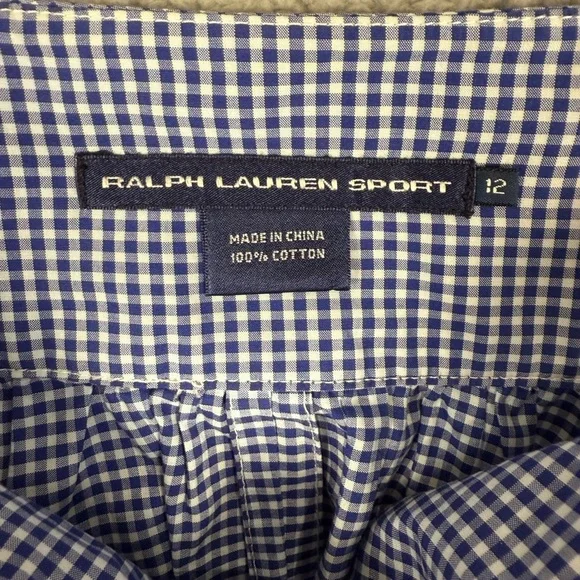 RALPH LAUREN SPORT 12
MADE IN CHINA
100% COTTON